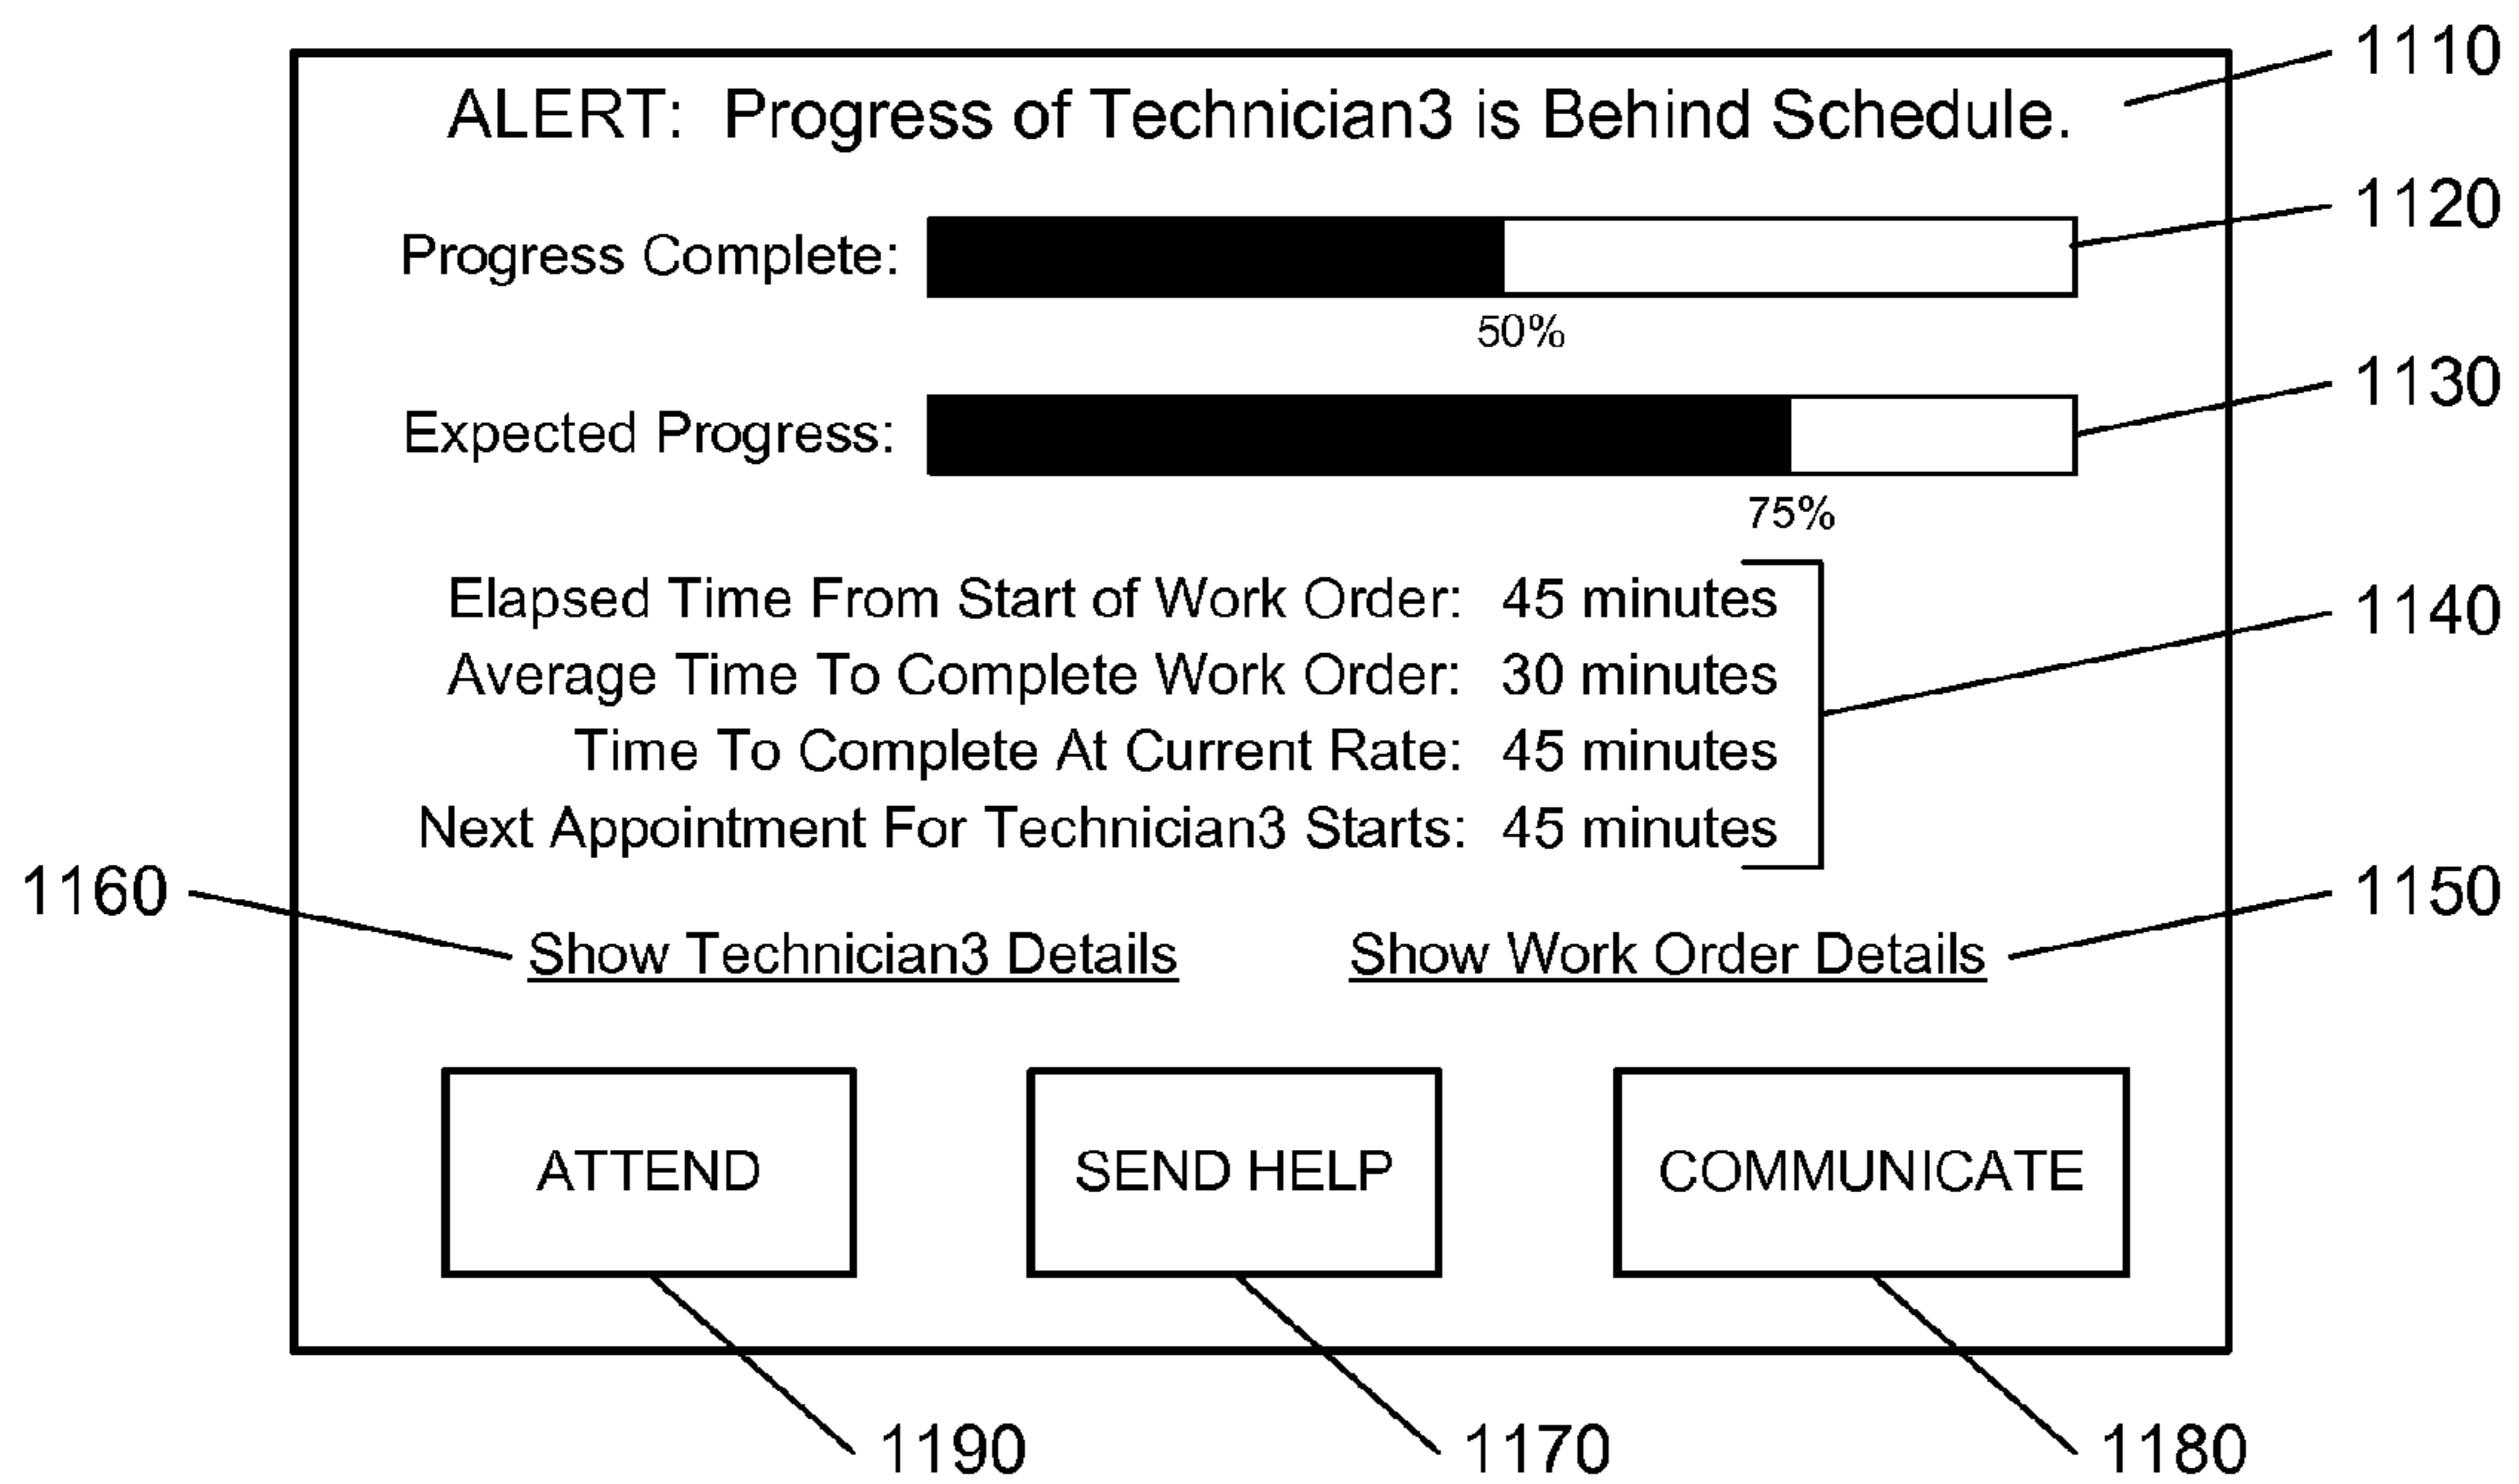 1110
ALERT: Progress of Technician3 is Behind Schedule.
1120
Progress Complete:
50%
1130
Expected Progress:
75%
Elapsed Time From Start of Work Order: 45 minutes
1140
Average Time To Complete Work Order: 30 minutes
Time To Complete At Current Rate: 45 minutes
Next Appointment For Technician3 Starts: 45 minutes
1160
1150
Show Technician3 Details Show Work Order Details
ATTEND SEND HELP COMMUNICATE
1190 1170 1180